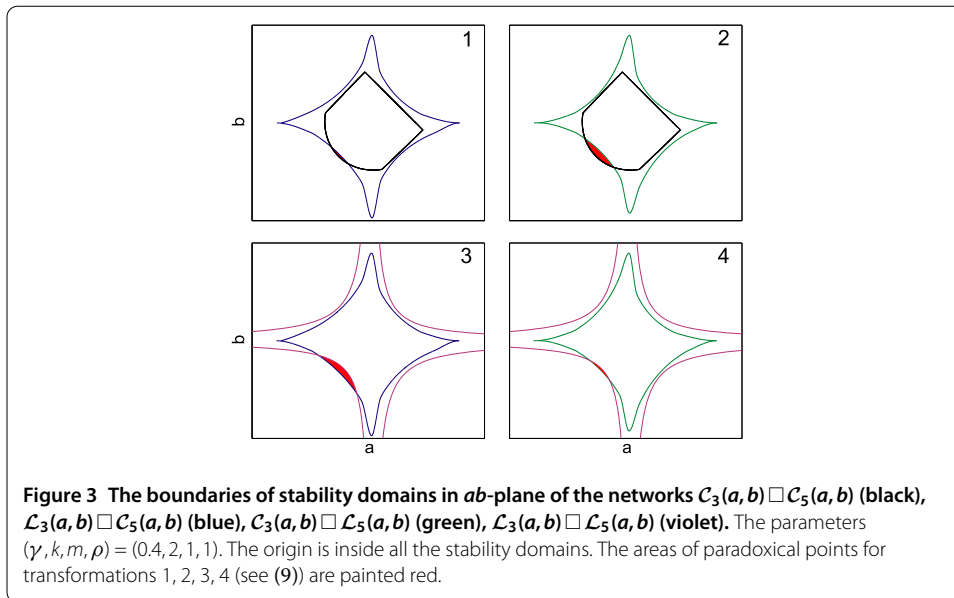 1
2
b
3
4
b
a
a
Figure 3 The boundaries of stability domains in ab-plane of the networks 𝓒₃(a,b)□𝓒₅(a,b) (black),
𝓛₃(a,b)□𝓒₅(a,b) (blue), 𝓒₃(a,b)□𝓛₅(a,b) (green), 𝓛₃(a,b)□𝓛₅(a,b) (violet). The parameters
(γ, k, m, ρ) = (0.4, 2, 1, 1). The origin is inside all the stability domains. The areas of paradoxical points for
transformations 1, 2, 3, 4 (see (9)) are painted red.